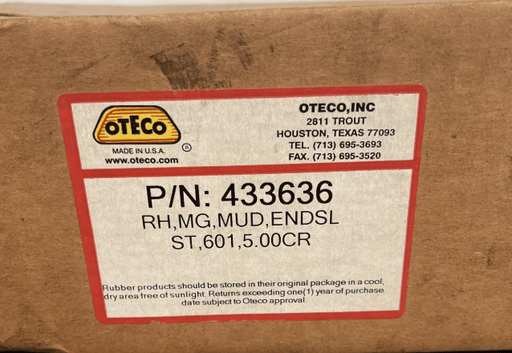 OTECO
®
MADE IN U.S.A.
www.oteco.com
OTECO,INC
2811 TROUT
HOUSTON, TEXAS 77093
TEL. (713) 695-3693
FAX. (713) 695-3520
P/N: 433636
RH,MG,MUD,ENDSL
ST,601,5.00CR
Rubber products should be stored in their original package in a cool,
dry area free of sunlight. Returns exceeding one(1) year of purchase
date subject to Oteco approval.